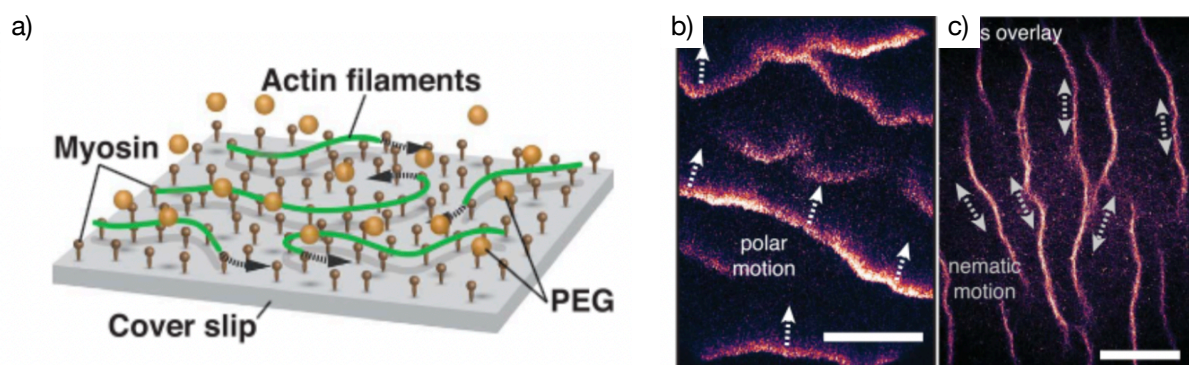 a)
Actin filaments
Myosin
PEG
Cover slip
b)
polar
motion
c)
s overlay
nematic
motion